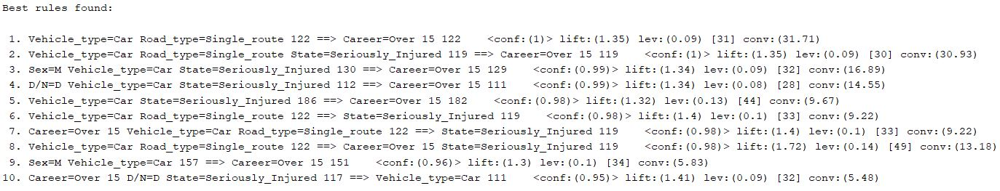 Best rules found:
1. Vehicle_type=Car Road_type=Single_route 122 ==> Career=Over 15 122 <conf:(1)> lift:(1.35) lev:(0.09) [31] conv:(31.71)
2. Vehicle_type=Car Road_type=Single_route State=Seriously_Injured 119 ==> Career=Over 15 119 <conf:(1)> lift:(1.35) lev:(0.09) [30] conv:(30.93)
3. Sex=M Vehicle_type=Car State=Seriously_Injured 130 ==> Career=Over 15 129 <conf:(0.99)> lift:(1.34) lev:(0.09) [32] conv:(16.89)
4. D/N=D Vehicle_type=Car State=Seriously_Injured 112 ==> Career=Over 15 111 <conf:(0.99)> lift:(1.34) lev:(0.08) [28] conv:(14.55)
5. Vehicle_type=Car State=Seriously_Injured 186 ==> Career=Over 15 182 <conf:(0.98)> lift:(1.32) lev:(0.13) [44] conv:(9.67)
6. Vehicle_type=Car Road_type=Single_route 122 ==> State=Seriously_Injured 119 <conf:(0.98)> lift:(1.4) lev:(0.1) [33] conv:(9.22)
7. Career=Over 15 Vehicle_type=Car Road_type=Single_route 122 ==> State=Seriously_Injured 119 <conf:(0.98)> lift:(1.4) lev:(0.1) [33] conv:(9.22)
8. Vehicle_type=Car Road_type=Single_route 122 ==> Career=Over 15 State=Seriously_Injured 119 <conf:(0.98)> lift:(1.72) lev:(0.14) [49] conv:(13.18)
9. Sex=M Vehicle_type=Car 157 ==> Career=Over 15 151 <conf:(0.96)> lift:(1.3) lev:(0.1) [34] conv:(5.83)
10. Career=Over 15 D/N=D State=Seriously_Injured 117 ==> Vehicle_type=Car 111 <conf:(0.95)> lift:(1.41) lev:(0.09) [32] conv:(5.48)